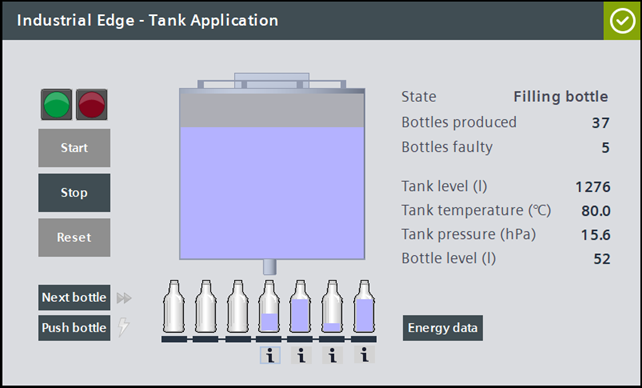 Industrial Edge - Tank Application
State Filling bottle
Bottles produced 37
Bottles faulty 5
Start
Stop
Reset
Tank level (l) 1276
Tank temperature (°C) 80.0
Tank pressure (hPa) 15.6
Bottle level (l) 52
Next bottle
Push bottle
Energy data
i i i i